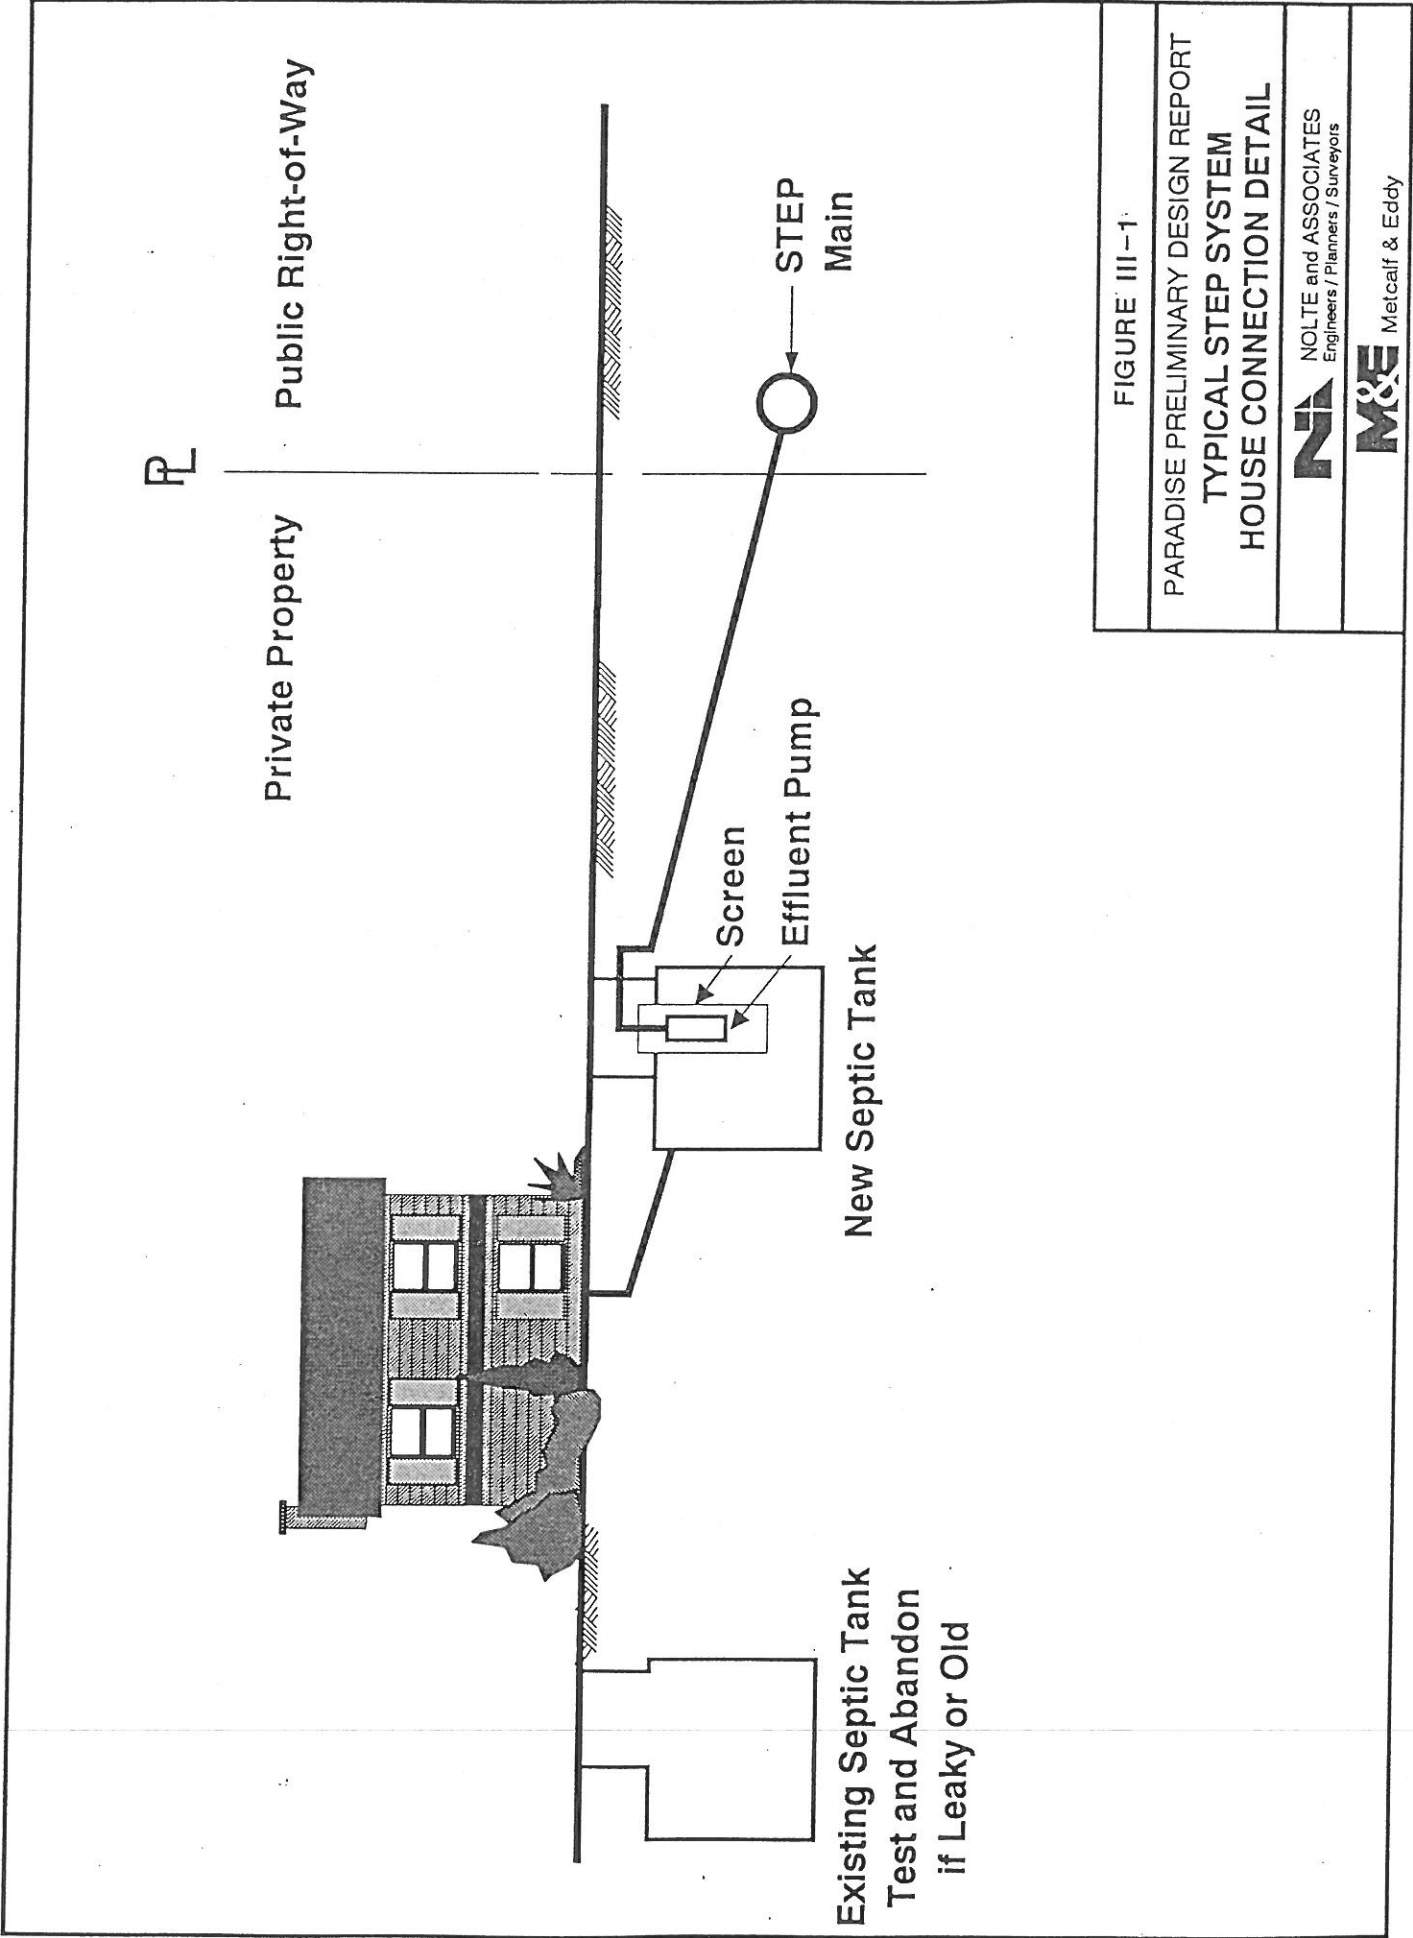 PL
Private Property
Public Right-of-Way
STEP
Main
Screen
Effluent Pump
New Septic Tank
Existing Septic Tank
Test and Abandon
if Leaky or Old
FIGURE III-1
PARADISE PRELIMINARY DESIGN REPORT
TYPICAL STEP SYSTEM
HOUSE CONNECTION DETAIL
NOLTE and ASSOCIATES
Engineers / Planners / Surveyors
M&E Metcalf & Eddy